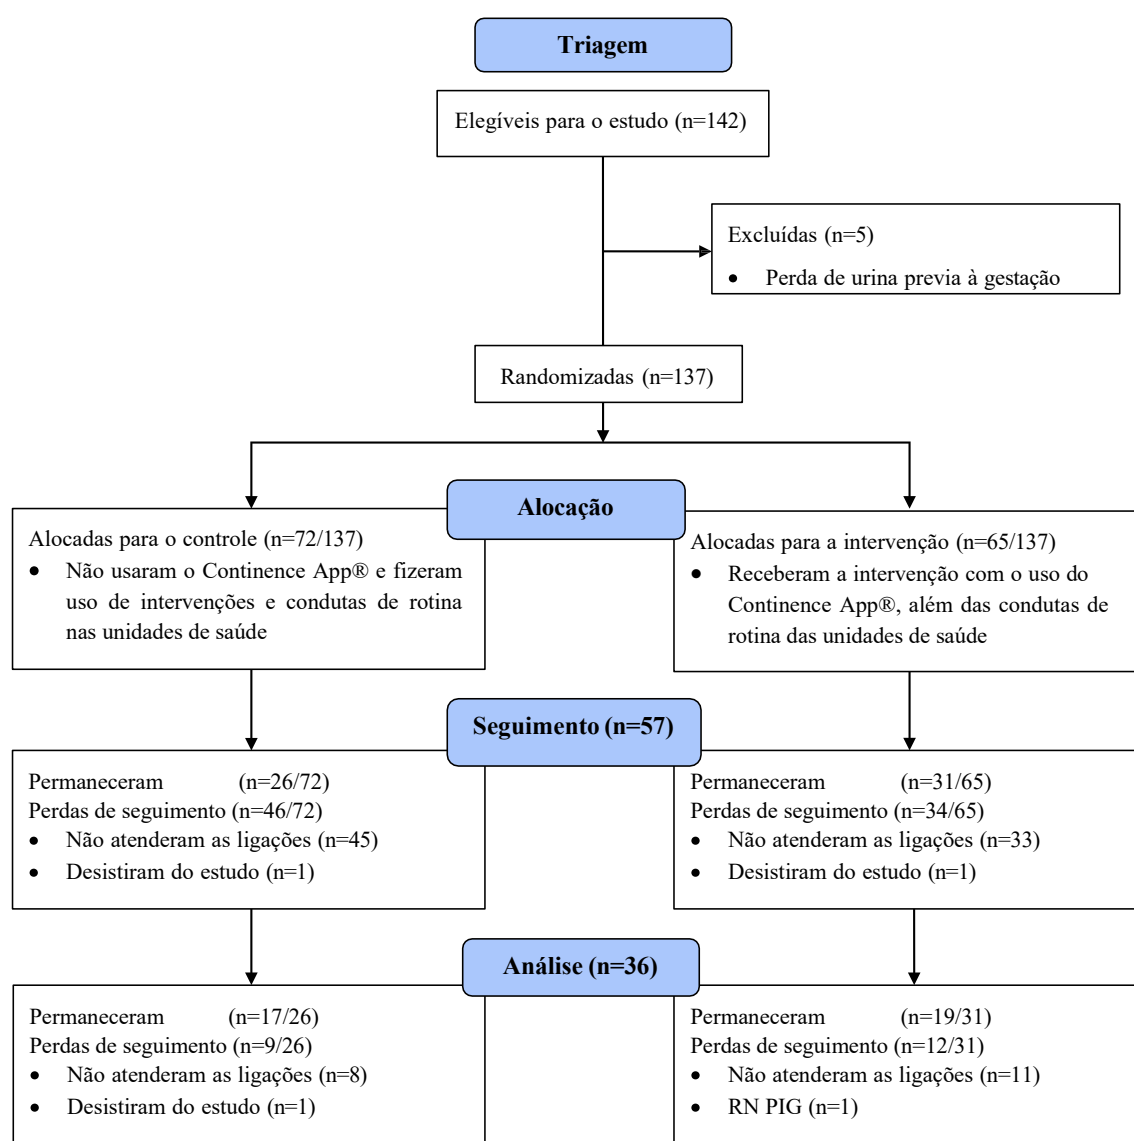 Triagem
Elegíveis para o estudo (n=142)
Excluídas (n=5)
• Perda de urina previa à gestação
Randomizadas (n=137)
Alocação
Alocadas para o controle (n=72/137)
• Não usaram o Continence App® e fizeram
uso de intervenções e condutas de rotina
nas unidades de saúde
Alocadas para a intervenção (n=65/137)
• Receberam a intervenção com o uso do
Continence App®, além das condutas de
rotina das unidades de saúde
Seguimento (n=57)
Permaneceram (n=26/72)
Perdas de seguimento (n=46/72)
• Não atenderam as ligações (n=45)
• Desistiram do estudo (n=1)
Permaneceram (n=31/65)
Perdas de seguimento (n=34/65)
• Não atenderam as ligações (n=33)
• Desistiram do estudo (n=1)
Análise (n=36)
Permaneceram (n=17/26)
Perdas de seguimento (n=9/26)
• Não atenderam as ligações (n=8)
• Desistiram do estudo (n=1)
Permaneceram (n=19/31)
Perdas de seguimento (n=12/31)
• Não atenderam as ligações (n=11)
• RN PIG (n=1)